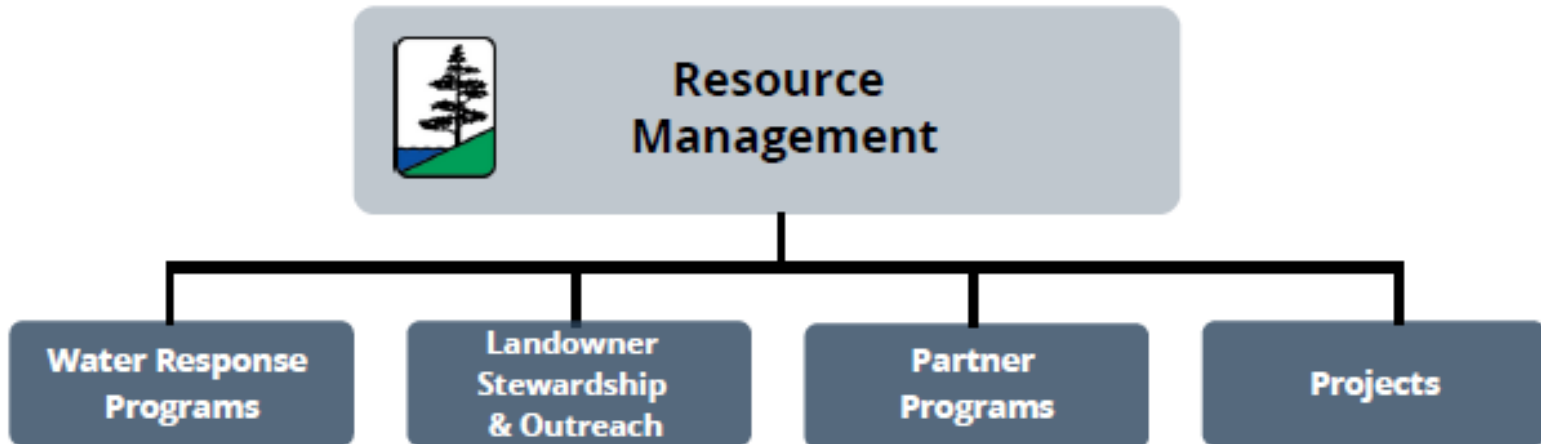 Resource
Management
Water Response
Programs
Landowner
Stewardship
& Outreach
Partner
Programs
Projects